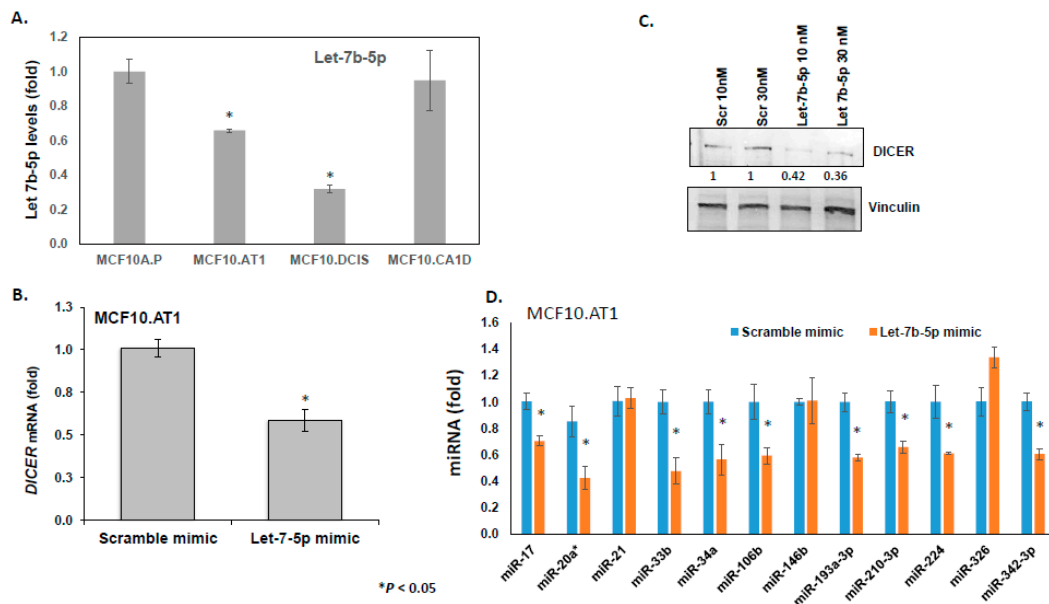 A.
Let 7b-5p levels (fold)
1.2
1.0
0.8
0.6
0.4
0.2
0.0
Let-7b-5p
*
*
MCF10A.P MCF10.AT1 MCF10.DCIS MCF10.CA1D
B.
DICER mRNA (fold)
1.3
1.0
0.8
0.5
0.3
0.0
MCF10.AT1
*
Scramble mimic Let-7-5p mimic
*P < 0.05
C.
Scr 10nM
Scr 30nM
Let-7b-5p 10 nM
Let 7b-5p 30 nM
DICER
1 1 0.42 0.36
Vinculin
D.
MCF10.AT1
Scramble mimic Let-7b-5p mimic
miRNA (fold)
1.6
1.4
1.2
1.0
0.8
0.6
0.4
0.2
0.0
* * * * * * * * *
miR-17
miR-20a*
miR-21
miR-33b
miR-34a
miR-106b
miR-146b
miR-193a-3p
miR-210-3p
miR-224
miR-326
miR-342-3p